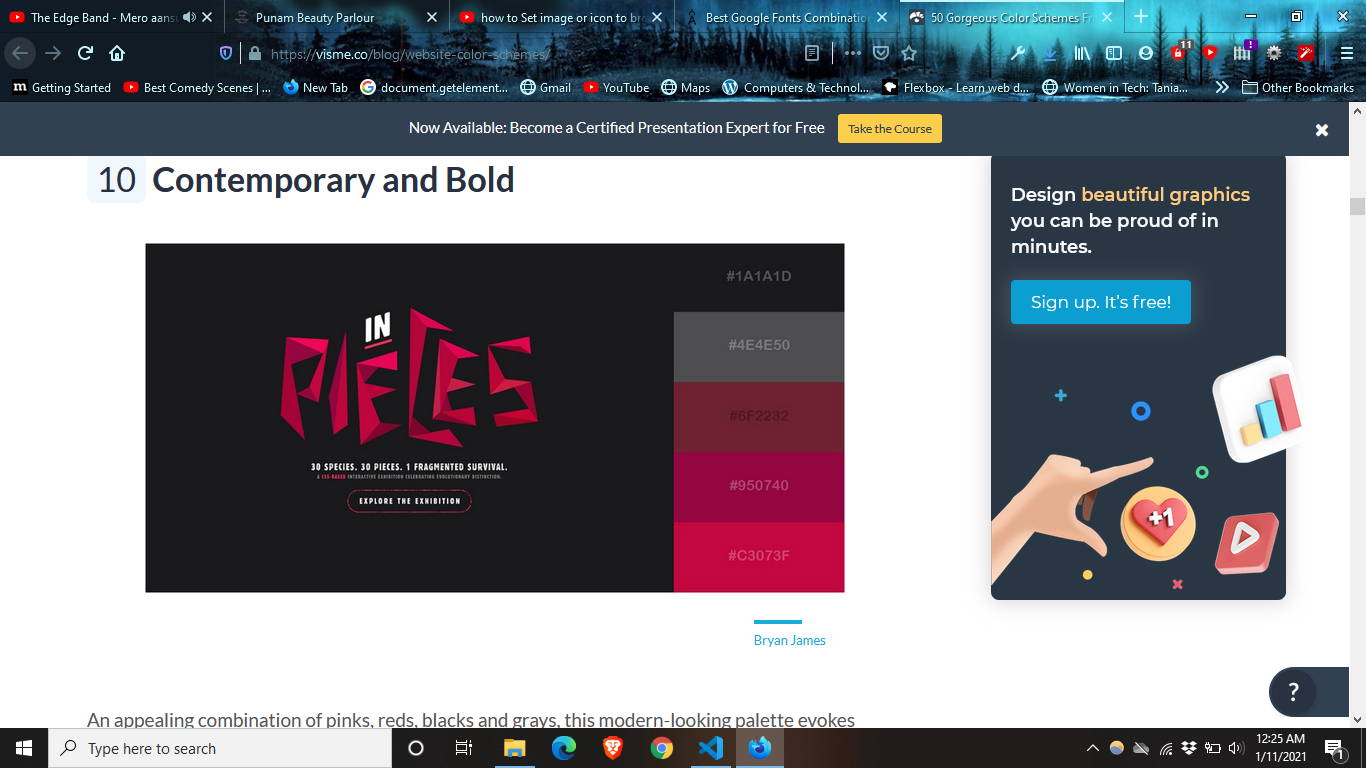 The Edge Band - Mero aansu
Punam Beauty Parlour
how to Set image or icon to bro
Best Google Fonts Combination
50 Gorgeous Color Schemes Fr
https://visme.co/blog/website-color-schemes/
11
Getting Started
Best Comedy Scenes | ...
New Tab
document.getelement...
Gmail
YouTube
Maps
Computers & Technol...
Flexbox - Learn web d...
Women in Tech: Tania...
Other Bookmarks
Now Available: Become a Certified Presentation Expert for Free
Take the Course
10 Contemporary and Bold
IN
PIECES
30 SPECIES. 30 PIECES. 1 FRAGMENTED SURVIVAL.
A CSS-BASED INTERACTIVE EXHIBITION CELEBRATING EVOLUTIONARY DISTINCTION.
EXPLORE THE EXHIBITION
#1A1A1D
#4E4E50
#6F2232
#950740
#C3073F
Bryan James
An appealing combination of pinks, reds, blacks and grays, this modern-looking palette evokes
Design beautiful graphics
you can be proud of in
minutes.
Sign up. It's free!
+1
?
Type here to search
12:25 AM
1/11/2021
1